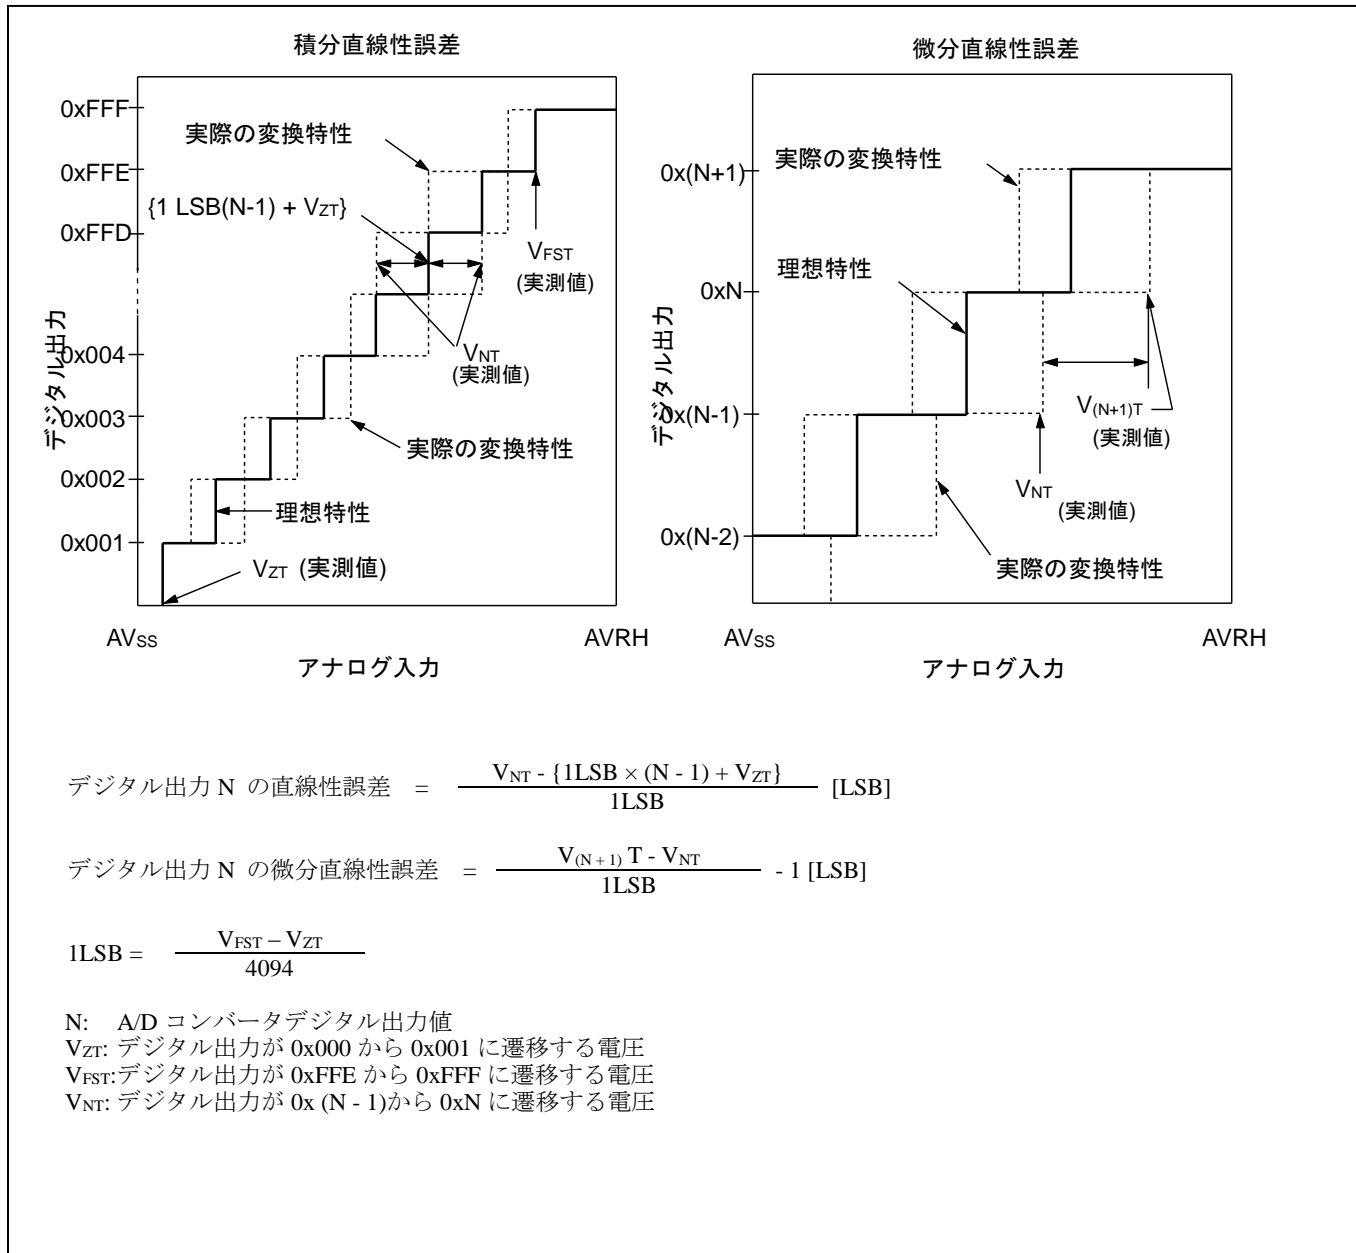 積分直線性誤差
0xFFF
0xFFE
0xFFD
0x004
0x003
0x002
0x001
デジタル出力
実際の変換特性
{1 LSB(N-1) + VZT}
VFST
(実測値)
VNT
(実測値)
実際の変換特性
理想特性
VZT (実測値)
AVSS
AVRH
アナログ入力
微分直線性誤差
0x(N+1)
0xN
0x(N-1)
0x(N-2)
デジタル出力
実際の変換特性
理想特性
V(N+1)T
(実測値)
VNT
(実測値)
実際の変換特性
AVSS
AVRH
アナログ入力
デジタル出力 N の直線性誤差 = VNT - {1LSB × (N - 1) + VZT} / 1LSB [LSB]
デジタル出力 N の微分直線性誤差 = V(N + 1) T - VNT / 1LSB - 1 [LSB]
1LSB = VFST – VZT / 4094
N: A/D コンバータデジタル出力値
VZT: デジタル出力が 0x000 から 0x001 に遷移する電圧
VFST:デジタル出力が 0xFFE から 0xFFF に遷移する電圧
VNT: デジタル出力が 0x (N - 1)から 0xN に遷移する電圧